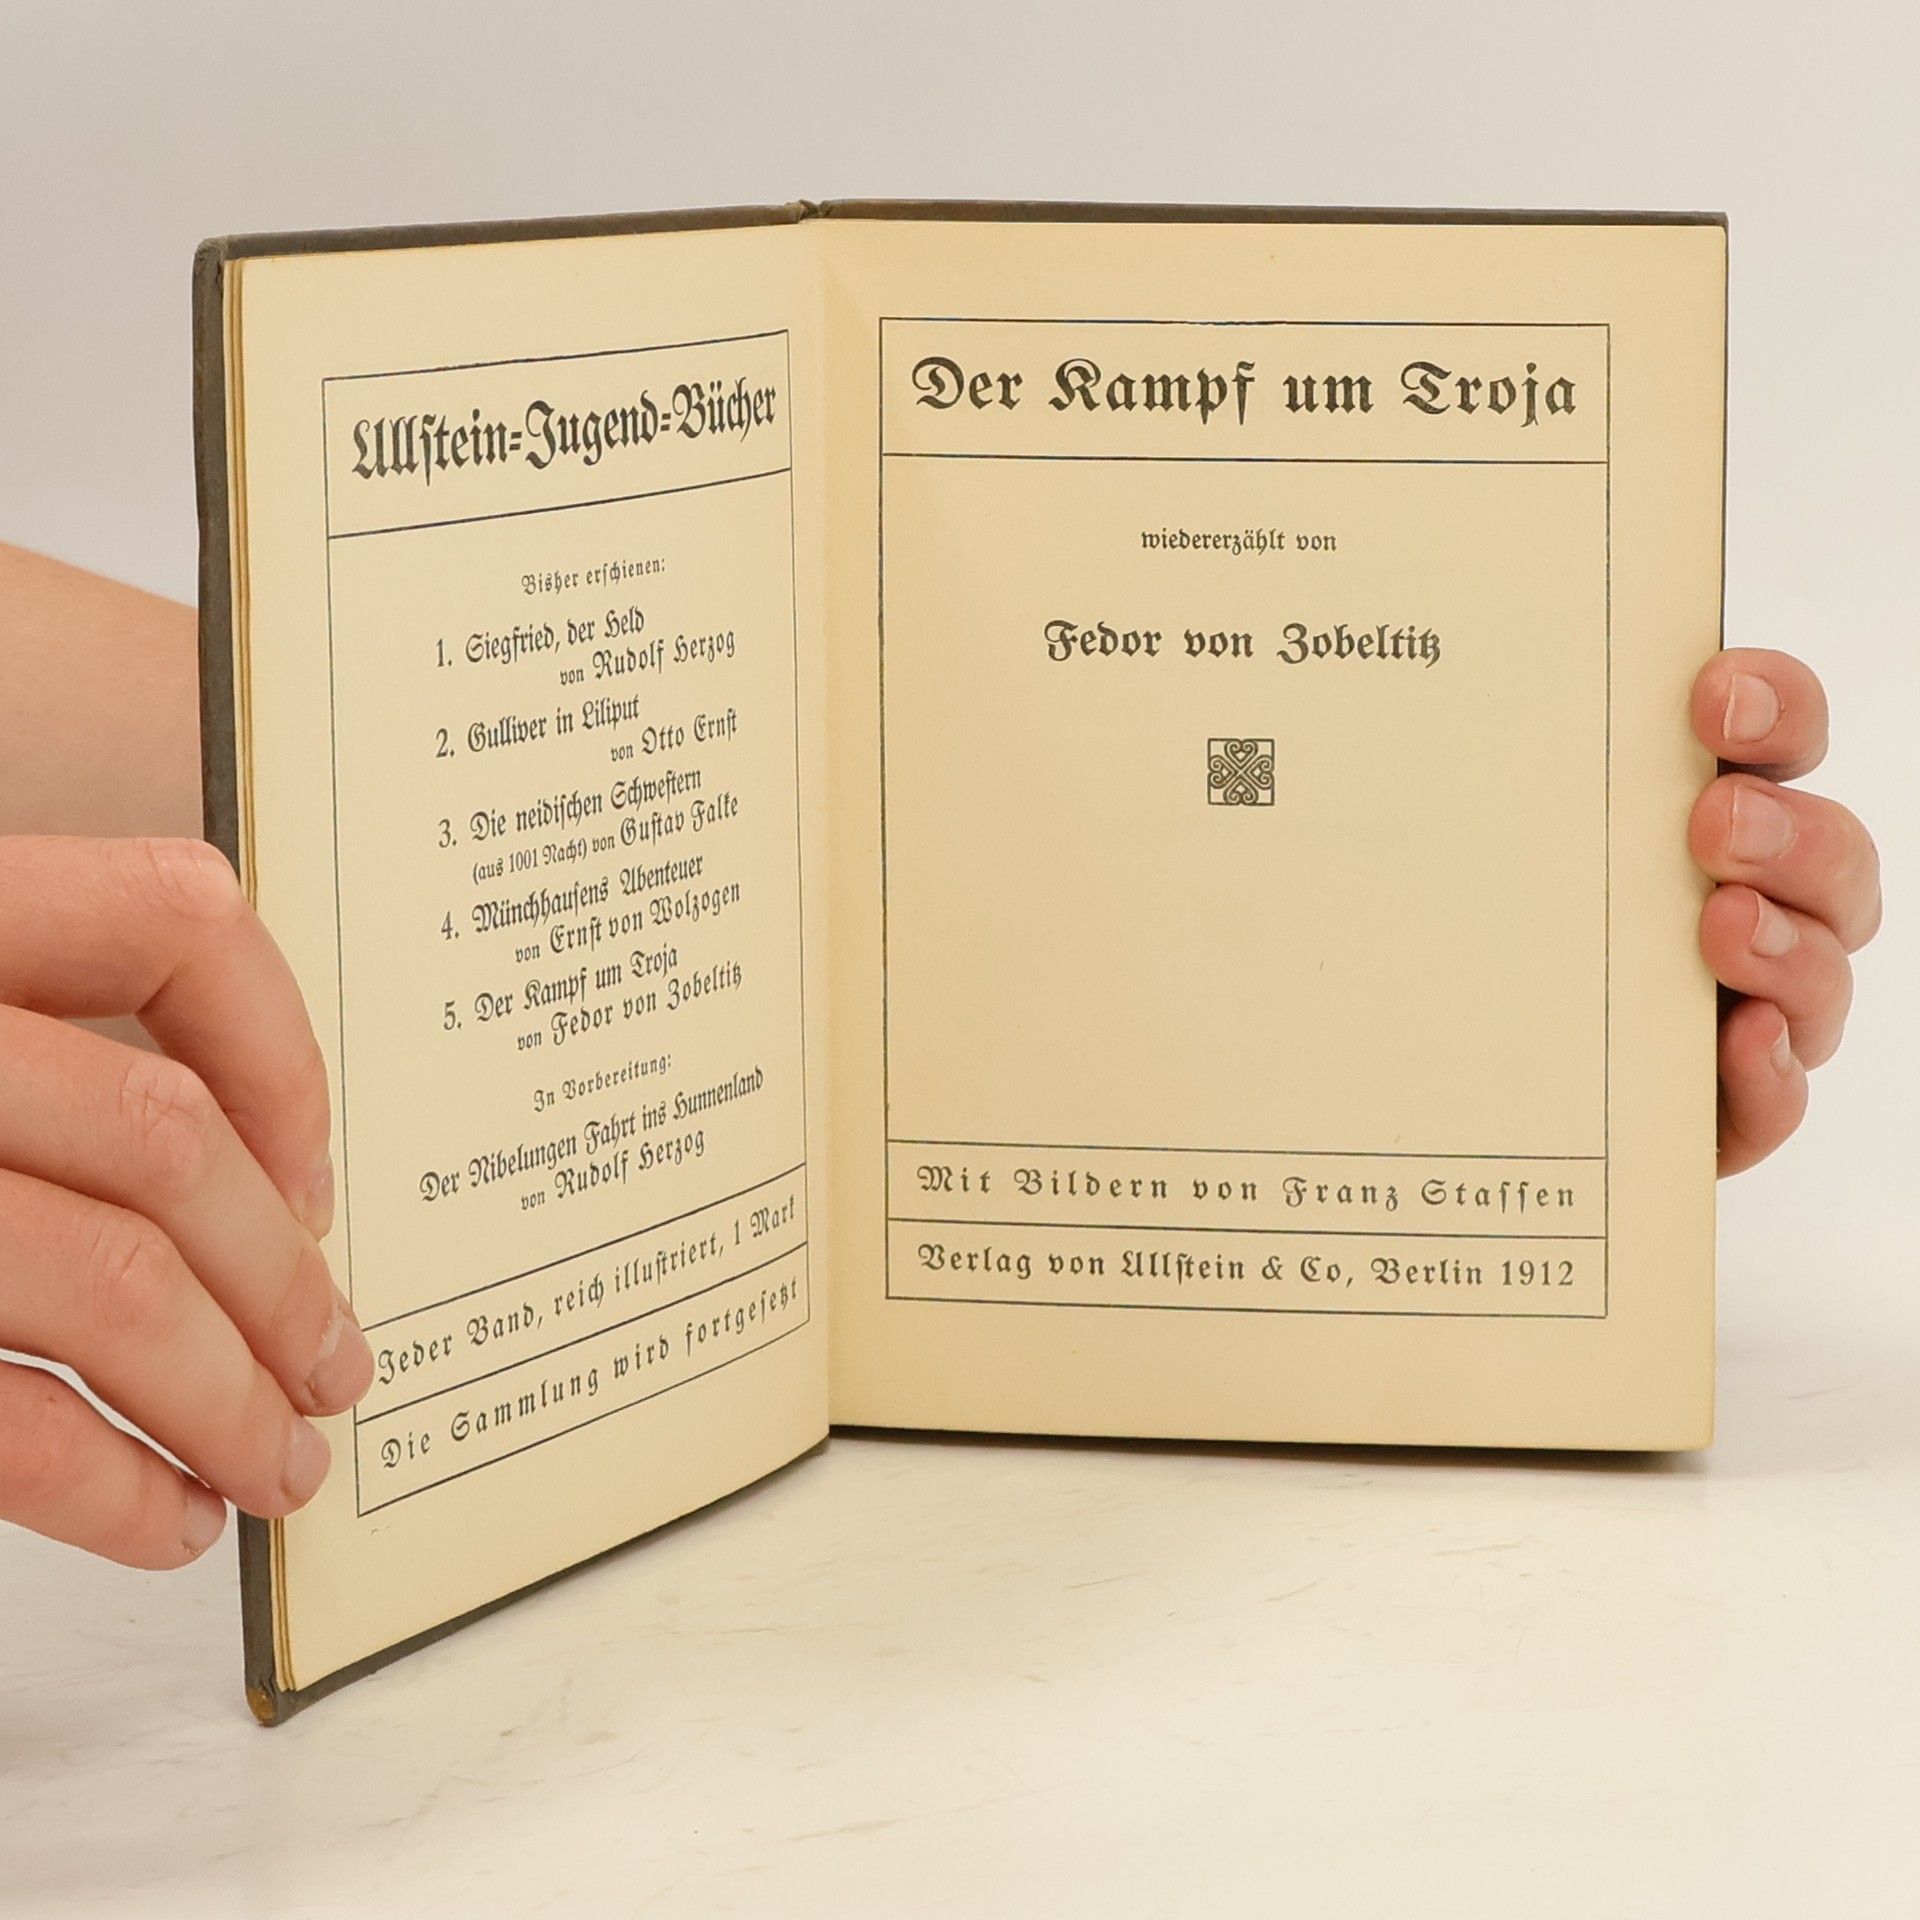 Ullstein-Jugend-Bücher
Bisher erschienen:
1. Siegfried, der Held
von Rudolf Herzog
2. Gulliver in Liliput
von Otto Ernst
3. Die neidischen Schwestern
(aus 1001 Nacht) von Gustav Falke
4. Münchhausens Abenteuer
von Ernst von Wolzogen
5. Der Kampf um Troja
von Fedor von Zobeltitz
In Vorbereitung:
Der Nibelungen Fahrt ins Hunnenland
von Rudolf Herzog
Jeder Band, reich illustriert, 1 Mark
Die Sammlung wird fortgesetzt
Der Kampf um Troja
wiedererzählt von
Fedor von Zobeltitz
Mit Bildern von Franz Stassen
Verlag von Ullstein & Co, Berlin 1912